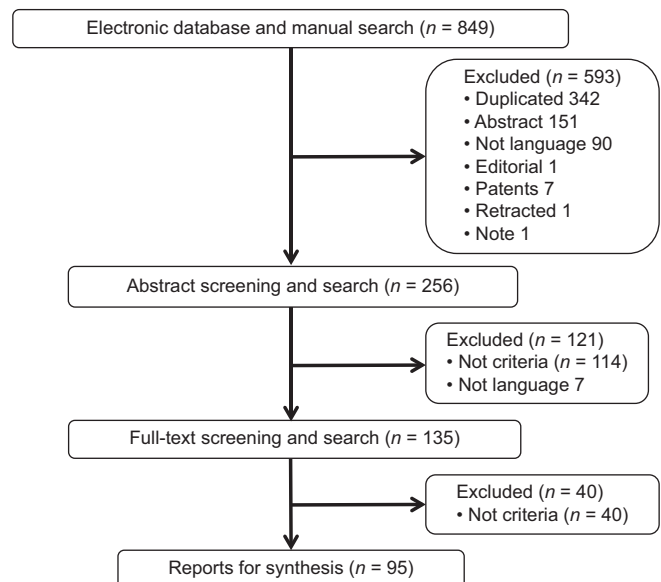 Electronic database and manual search (n = 849)
Excluded (n = 593)
• Duplicated 342
• Abstract 151
• Not language 90
• Editorial 1
• Patents 7
• Retracted 1
• Note 1
Abstract screening and search (n = 256)
Excluded (n = 121)
• Not criteria (n = 114)
• Not language 7
Full-text screening and search (n = 135)
Excluded (n = 40)
• Not criteria (n = 40)
Reports for synthesis (n = 95)